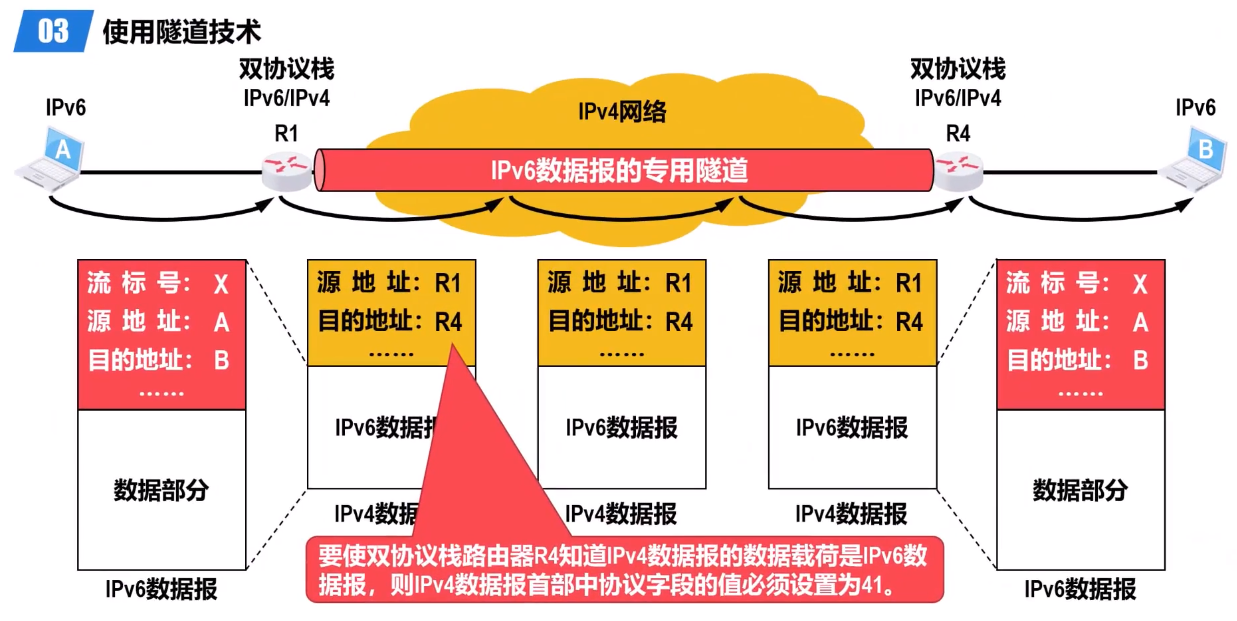 03 使用隧道技术
双协议栈
IPv6/IPv4
双协议栈
IPv6/IPv4
IPv6
IPv4网络
IPv6
R1
R4
A
IPv6数据报的专用隧道
B
流标号：X
源地址：A
目的地址：B
……
数据部分
IPv6数据报
源地址：R1
目的地址：R4
……
IPv6数据报
IPv4数据
源地址：R1
目的地址：R4
……
IPv6数据报
IPv4数据报
源地址：R1
目的地址：R4
……
IPv6数据报
IPv4数据报
流标号：X
源地址：A
目的地址：B
……
数据部分
IPv6数据报
要使双协议栈路由器R4知道IPv4数据报的数据载荷是IPv6数
据报，则IPv4数据报首部中协议字段的值必须设置为41。